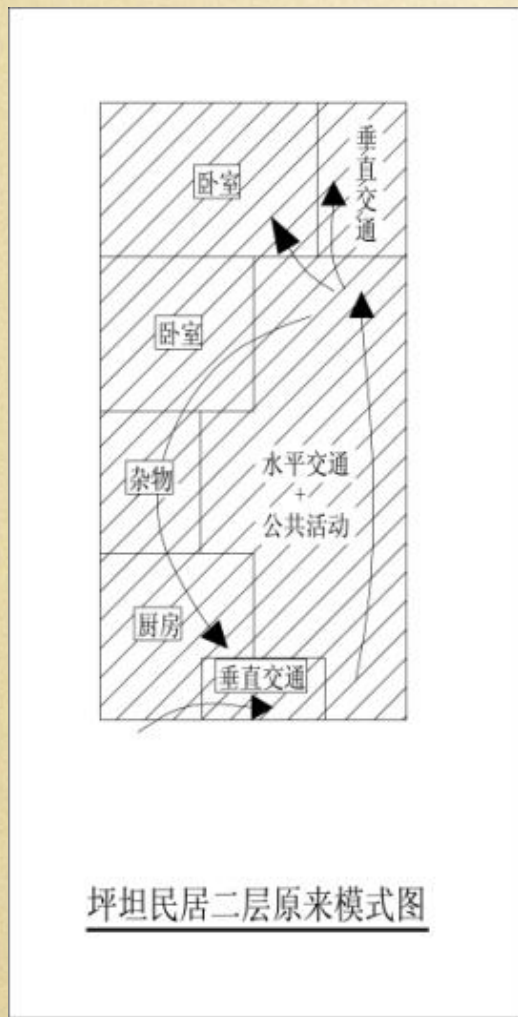 垂直交通
卧室
卧室
杂物
水平交通
+
公共活动
厨房
垂直交通
坪坦民居二层原来模式图